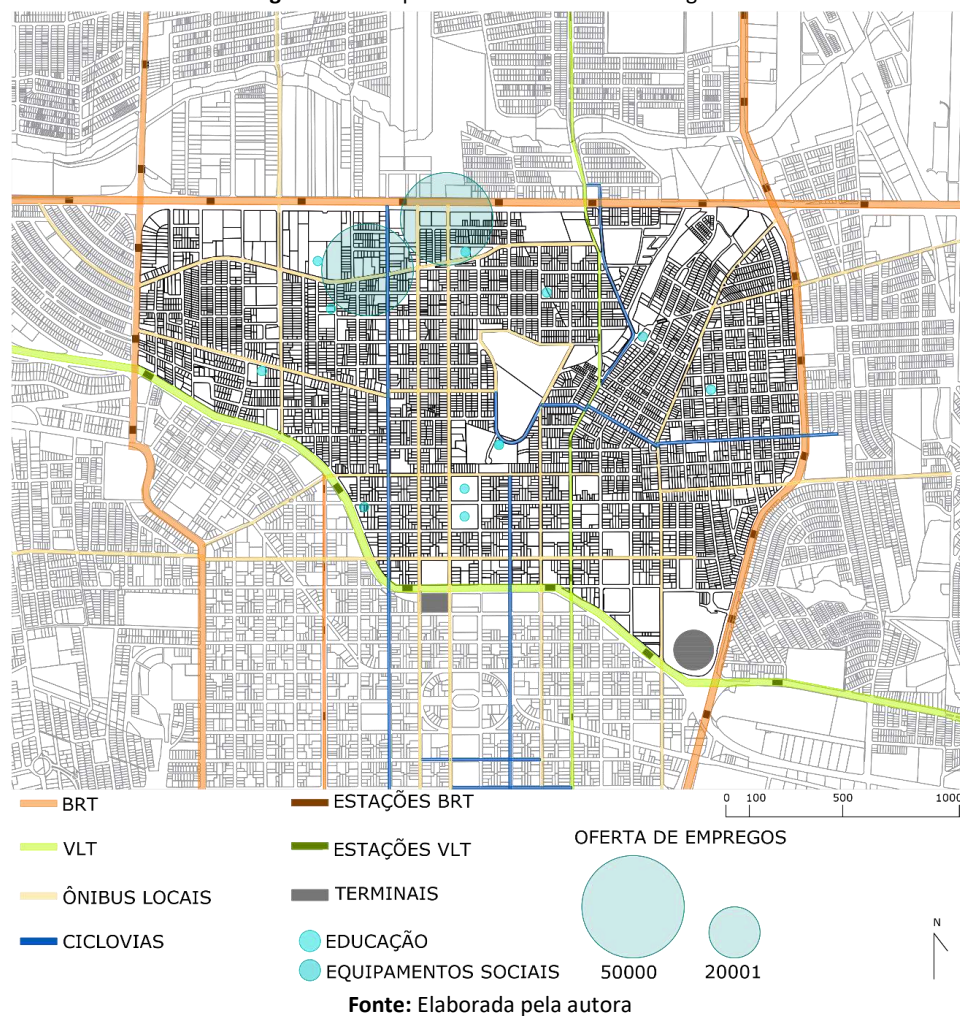 BRT
ESTAÇÕES BRT
0 100 500 1000
VLT
ESTAÇÕES VLT
OFERTA DE EMPREGOS
ÔNIBUS LOCAIS
TERMINAIS
CICLOVIAS
EDUCAÇÃO
EQUIPAMENTOS SOCIAIS
50000 20001
N
Fonte: Elaborada pela autora